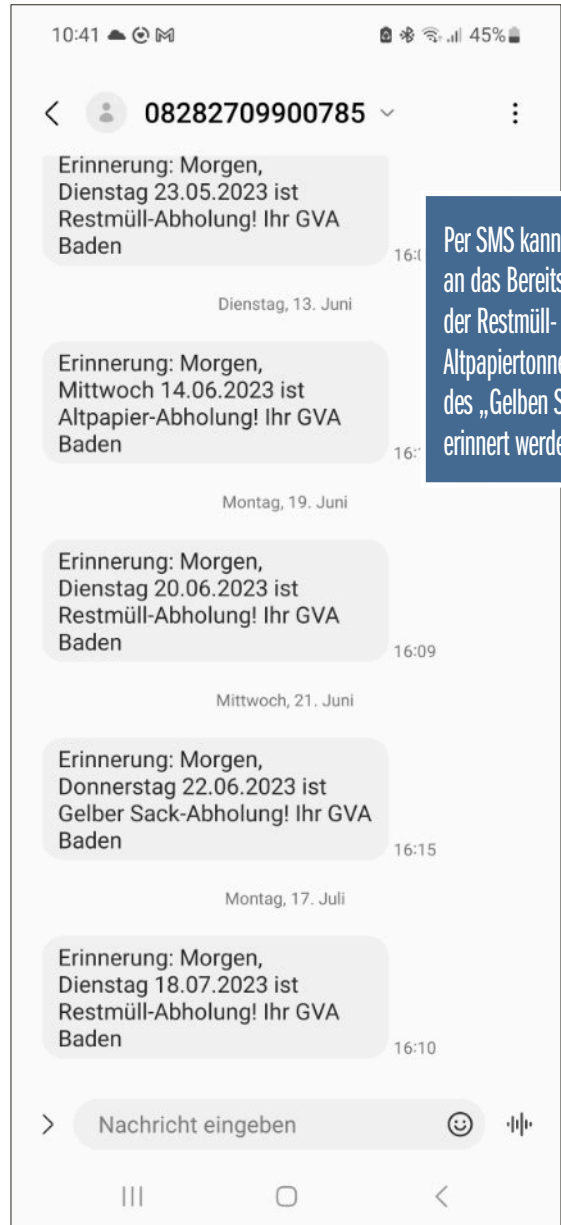 10:41
45%
08282709900785
Erinnerung: Morgen,
Dienstag 23.05.2023 ist
Restmüll-Abholung! Ihr GVA
Baden
Per SMS kann
an das
der Restmüll-
des „Gelben
erinnert
Dienstag, 13. Juni
Erinnerung: Morgen,
Mittwoch 14.06.2023 ist
Altpapier-Abholung! Ihr GVA
Baden
Montag, 19. Juni
Erinnerung: Morgen,
Dienstag 20.06.2023 ist
Restmüll-Abholung! Ihr GVA
Baden
16:09
Mittwoch, 21. Juni
Erinnerung: Morgen,
Donnerstag 22.06.2023 ist
Gelber Sack-Abholung! Ihr GVA
Baden
16:15
Montag, 17. Juli
Erinnerung: Morgen,
Dienstag 18.07.2023 ist
Restmüll-Abholung! Ihr GVA
Baden
16:10
Nachricht eingeben